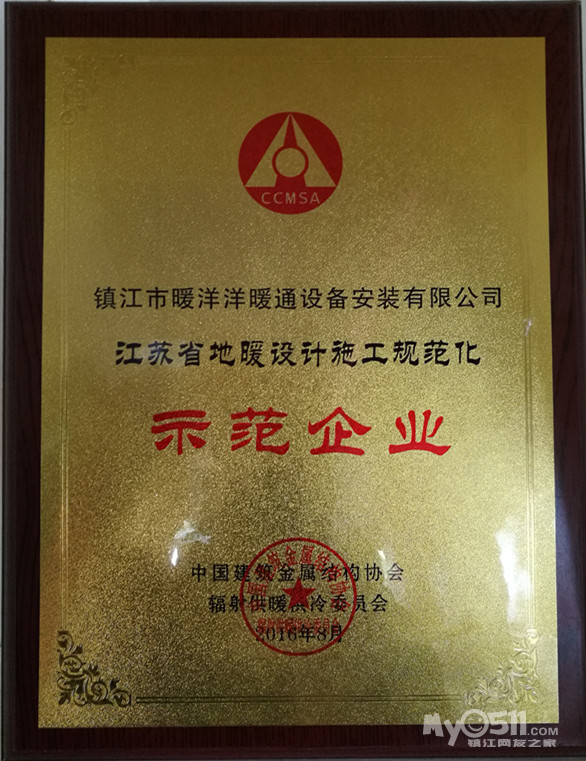 CCMSA
镇江市暖洋洋暖通设备安装有限公司
江苏省地暖设计施工规范化
示范企业
中国建筑金属结构协会
辐射供暖供冷委员会
2016年8月
My0511.com
镇江网友之家